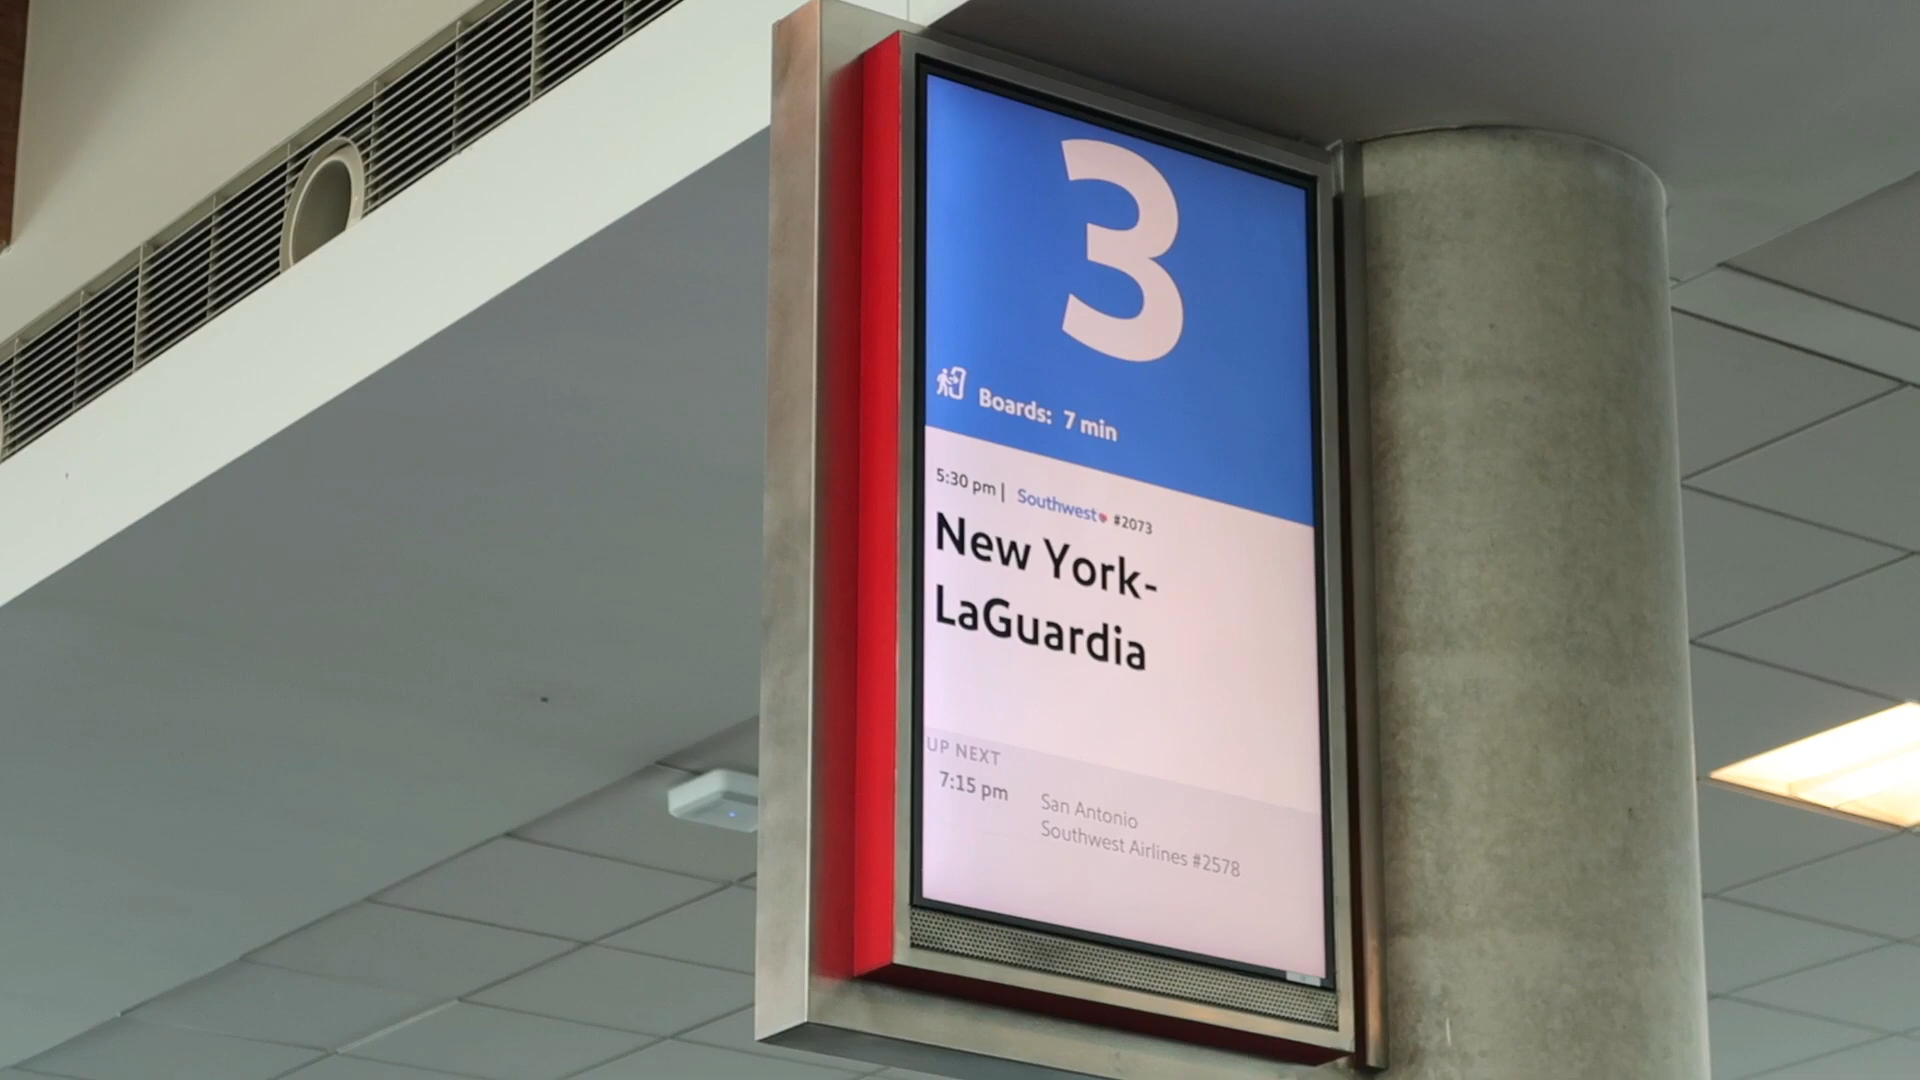 3
Boards: 7 min
5:30 pm | Southwest #2073
New York-
LaGuardia
UP NEXT
7:15 pm San Antonio
Southwest Airlines #2578